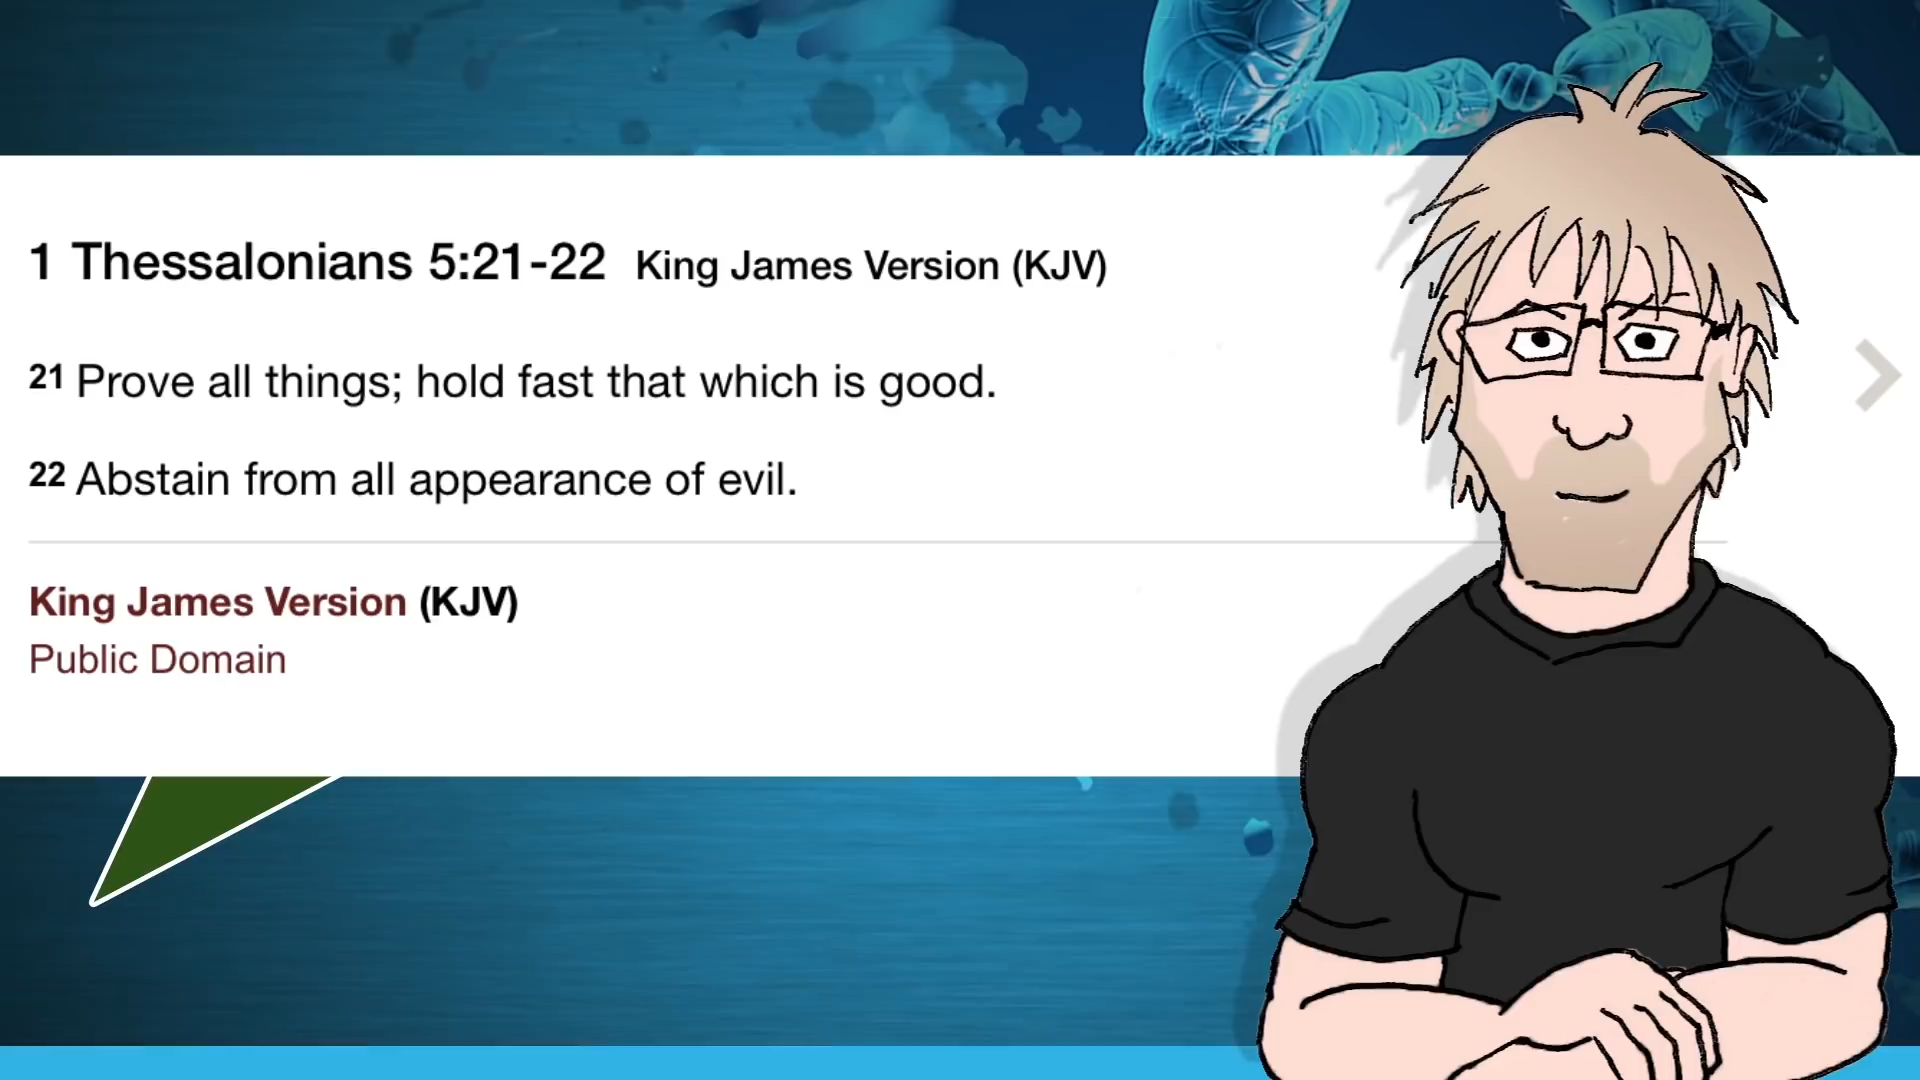 1 Thessalonians 5:21-22 King James Version (KJV)
21 Prove all things; hold fast that which is good.
22 Abstain from all appearance of evil.
King James Version (KJV)
Public Domain